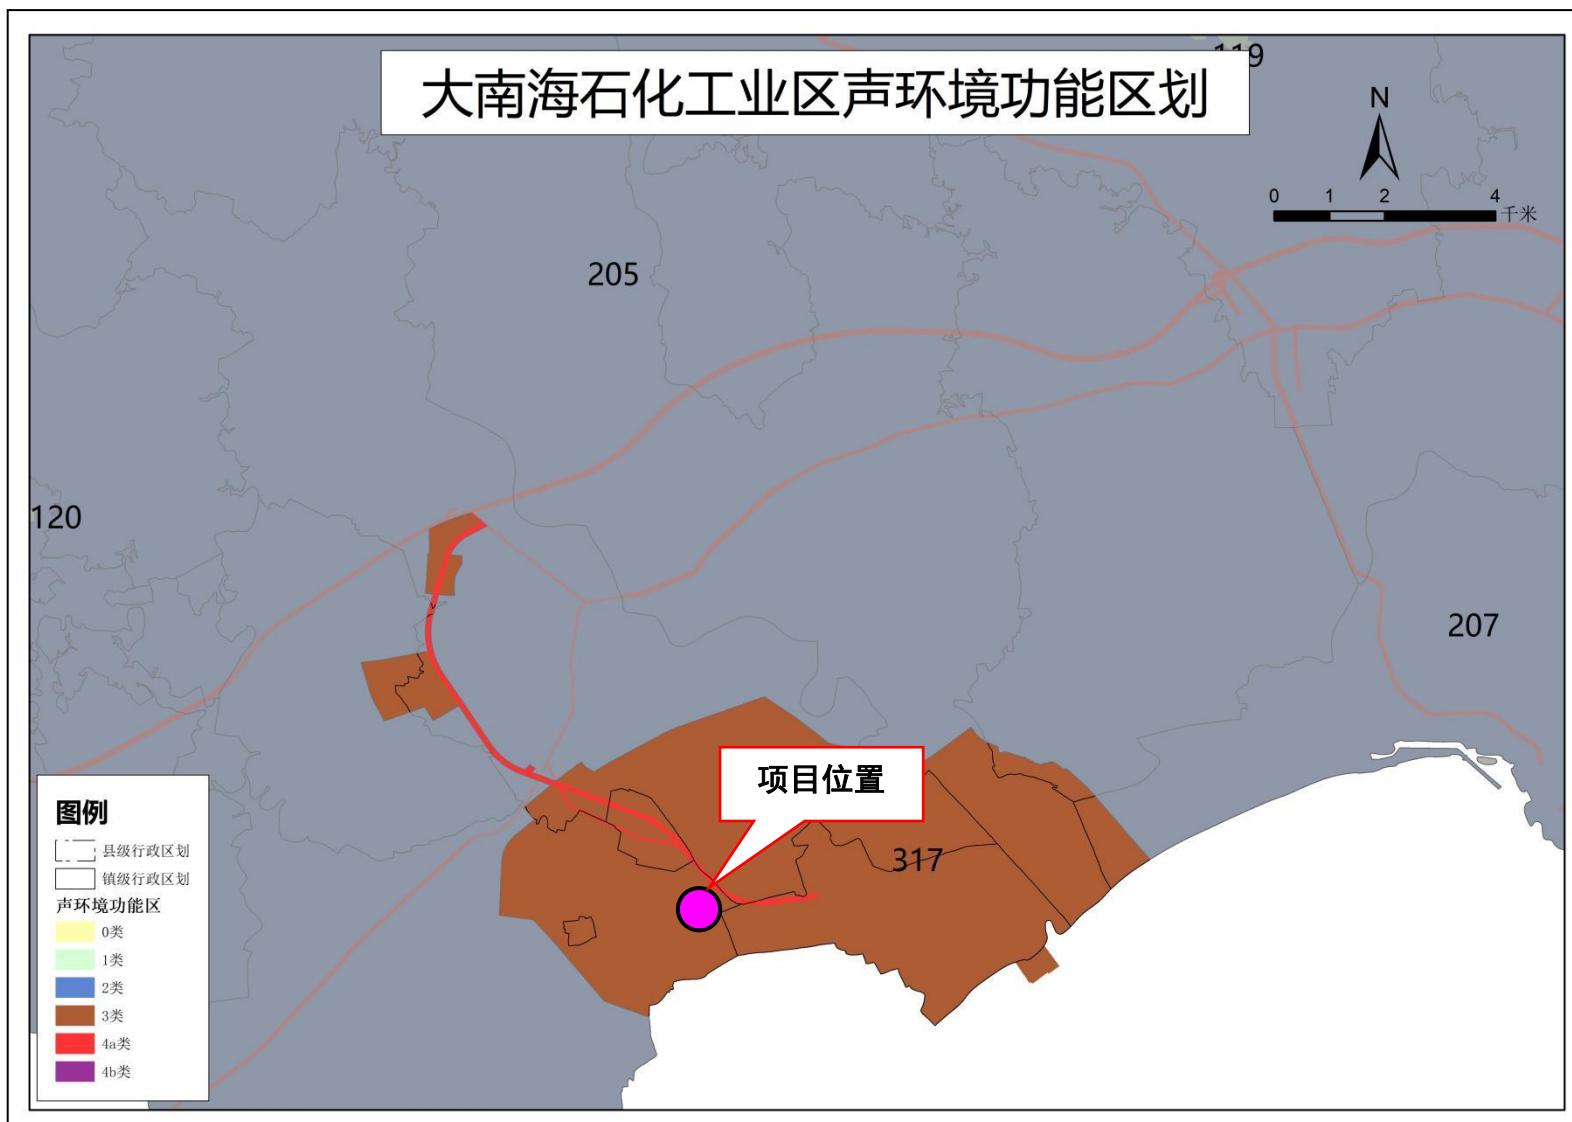 119
大南海石化工业区声环境功能区划
N
0 1 2 4
千米
205
120
207
项目位置
317
图例
县级行政区划
镇级行政区划
声环境功能区
0类
1类
2类
3类
4a类
4b类